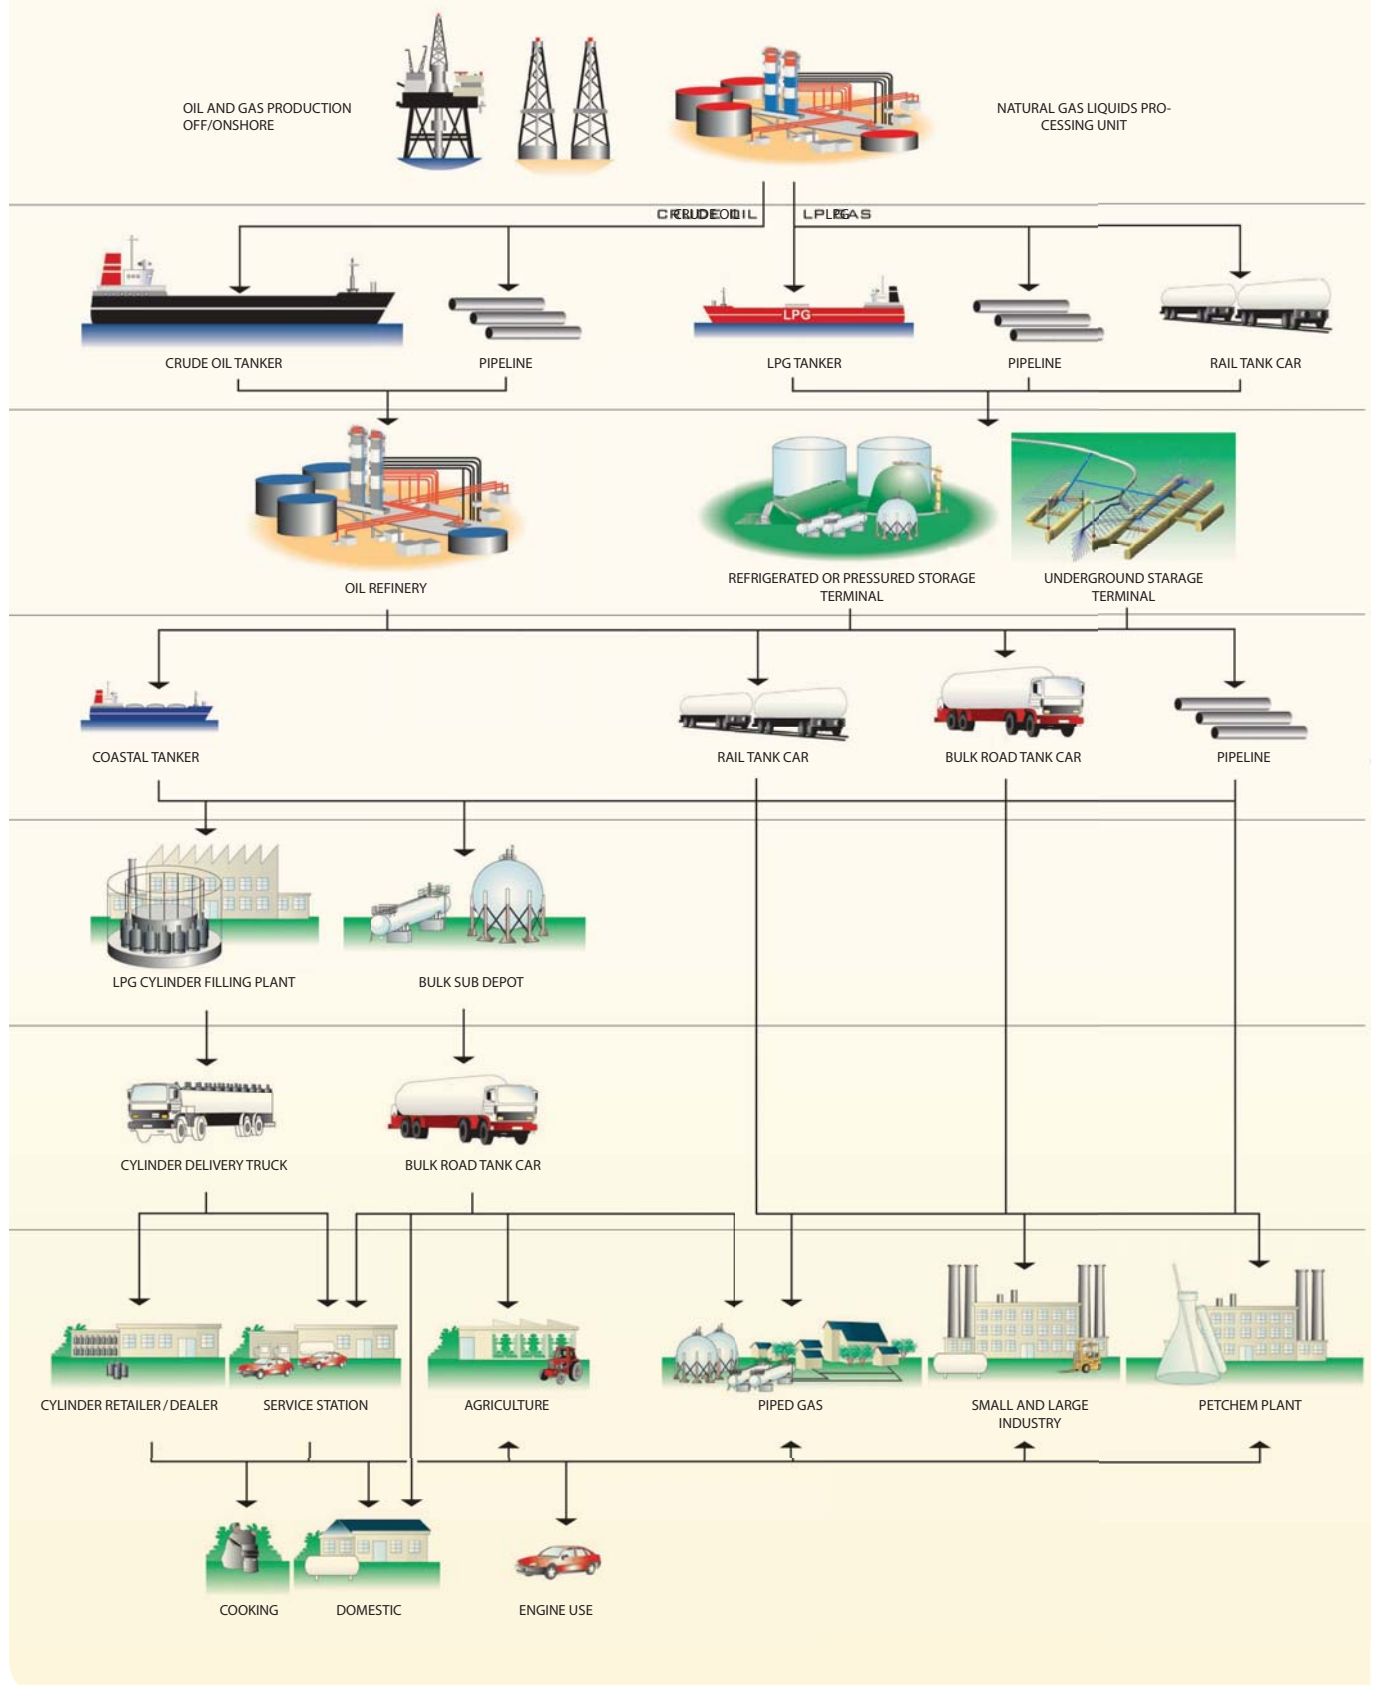 OIL AND GAS PRODUCTION
OFF/ONSHORE
NATURAL GAS LIQUIDS PRO-
CESSING UNIT
CRUDE OIL
LPG
LP GAS
CRUDE OIL TANKER
PIPELINE
LPG
LPG TANKER
PIPELINE
RAIL TANK CAR
OIL REFINERY
REFRIGERATED OR PRESSURED STORAGE
TERMINAL
UNDERGROUND STARAGE
TERMINAL
COASTAL TANKER
RAIL TANK CAR
BULK ROAD TANK CAR
PIPELINE
LPG CYLINDER FILLING PLANT
BULK SUB DEPOT
CYLINDER DELIVERY TRUCK
BULK ROAD TANK CAR
CYLINDER RETAILER / DEALER
SERVICE STATION
AGRICULTURE
PIPED GAS
SMALL AND LARGE
INDUSTRY
PETCHEM PLANT
COOKING
DOMESTIC
ENGINE USE